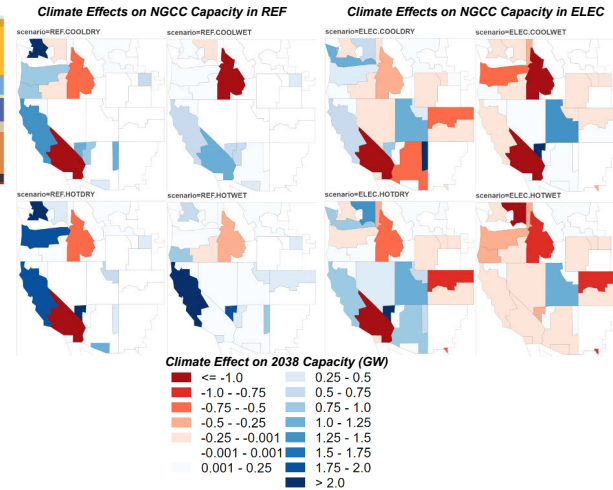 Climate Effects on NGCC Capacity in REF
Climate Effects on NGCC Capacity in ELEC
scenario=REF.COOLDRY
scenario=REF.COOLWET
scenario=ELEC.COOLDRY
scenario=ELEC.COOLWET
scenario=REF.HOTDRY
scenario=REF.HOTWET
scenario=ELEC.HOTDRY
scenario=ELEC.HOTWET
Climate Effect on 2038 Capacity (GW)
<= -1.0
-1.0 - -0.75
-0.75 - -0.5
-0.5 - -0.25
-0.25 - -0.001
-0.001 - 0.001
0.001 - 0.25
0.25 - 0.5
0.5 - 0.75
0.75 - 1.0
1.0 - 1.25
1.25 - 1.5
1.5 - 1.75
1.75 - 2.0
> 2.0